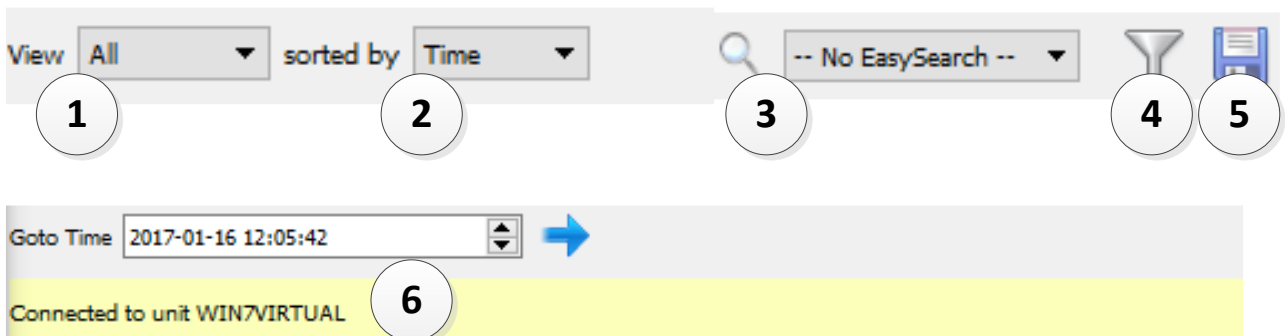 View All sorted by Time -- No EasySearch --
1 2 3 4 5
Goto Time 2017-01-16 12:05:42
Connected to unit WIN7VIRTUAL 6